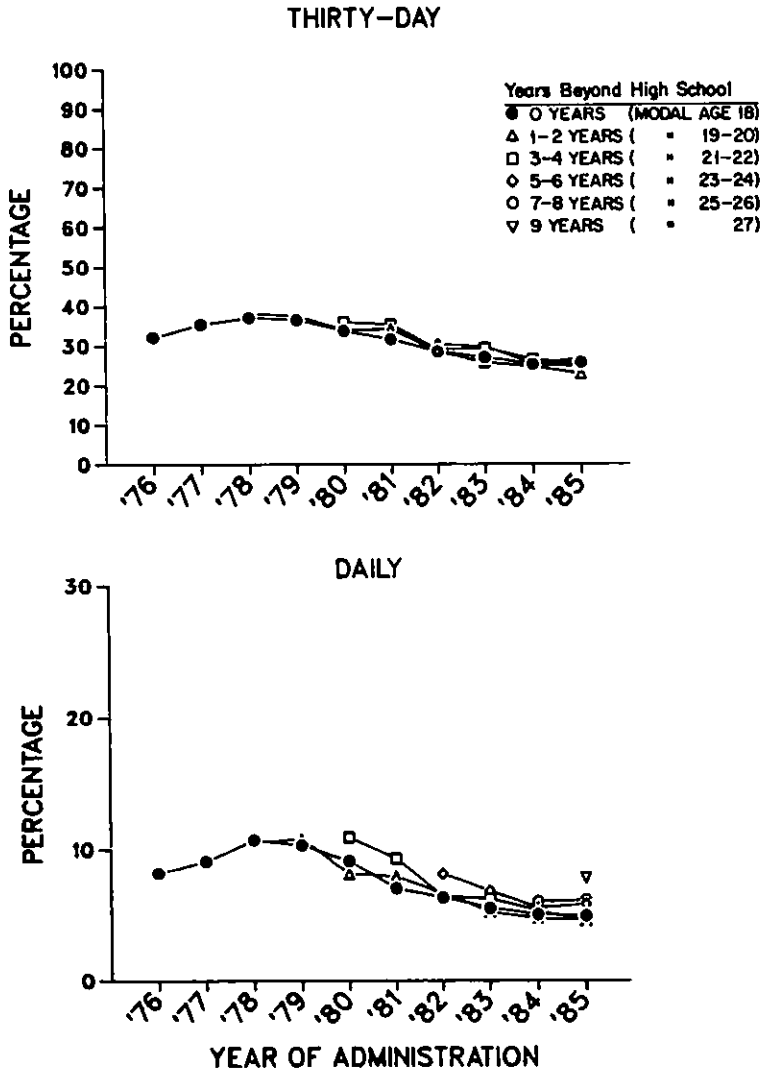 THIRTY-DAY
100
90
80
70
60
50
40
30
20
10
0
PERCENTAGE
Years Beyond High School
● 0 YEARS (MODAL AGE 18)
△ 1-2 YEARS ( " 19-20)
□ 3-4 YEARS ( " 21-22)
◇ 5-6 YEARS ( " 23-24)
○ 7-8 YEARS ( " 25-26)
▽ 9 YEARS ( " 27)
'76 '77 '78 '79 '80 '81 '82 '83 '84 '85
DAILY
30
20
10
0
PERCENTAGE
'76 '77 '78 '79 '80 '81 '82 '83 '84 '85
YEAR OF ADMINISTRATION